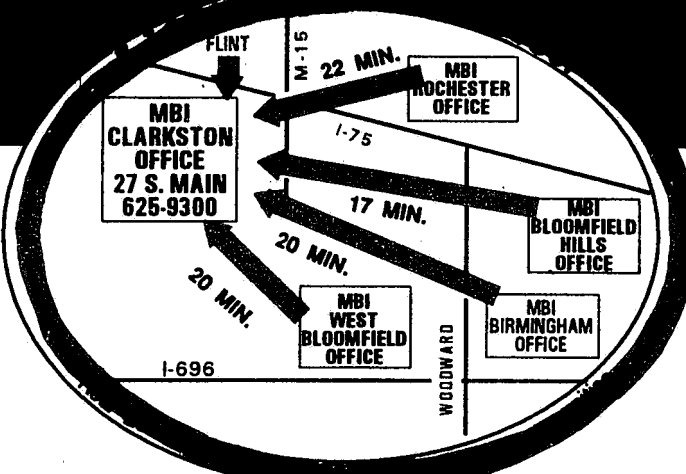 FLINT
M-15
22 MIN.
MBI
ROCHESTER
OFFICE
MBI
CLARKSTON
OFFICE
27 S. MAIN
625-9300
I-75
17 MIN.
MBI
BLOOMFIELD
HILLS
OFFICE
20 MIN.
20 MIN.
MBI
WEST
BLOOMFIELD
OFFICE
MBI
BIRMINGHAM
OFFICE
WOODWARD
I-696